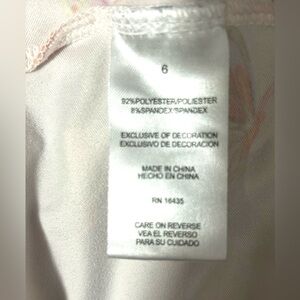 6
92%POLYESTER/POLIESTER
8%SPANDEX/SPANDEX
EXCLUSIVE OF DECORATION
EXCLUSIVO DE DECORACION
MADE IN CHINA
HECHO EN CHINA
RN 16435
CARE ON REVERSE
VEA EL REVERSO
PARA SU CUIDADO